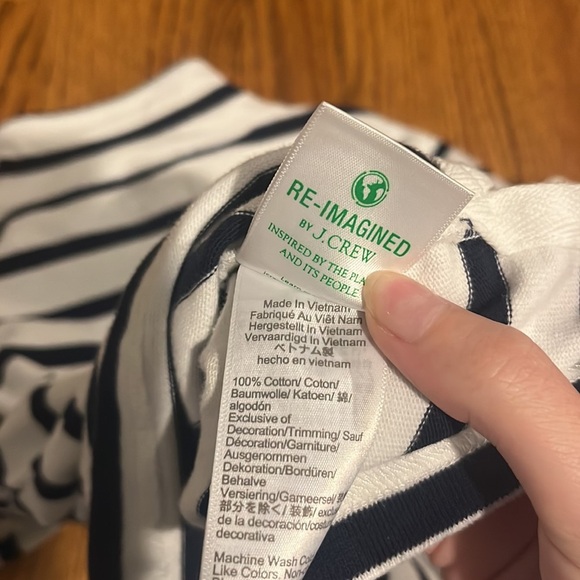 RE-IMAGINED
BY J.CREW
INSPIRED BY THE
AND ITS PEOPLE
Made In Vietnam
Fabriqué Au Viêt Nam
Hergestellt In Vietnam
Vervaardigd In Vietnam
ベトナム製
hecho en vietnam
100% Cotton/ Coton/
Baumwolle/ Katoen/ 綿/
algodón
Exclusive of
Decoration/Trimming/ Sauf
Décoration/Garniture/
Ausgenommen
Dekoration/Bordüren/
Behalve
Versiering/Gameersel/
部分を除く/ 装飾/
de la decoración/
decorativa
Machine Wash
Like Colors.